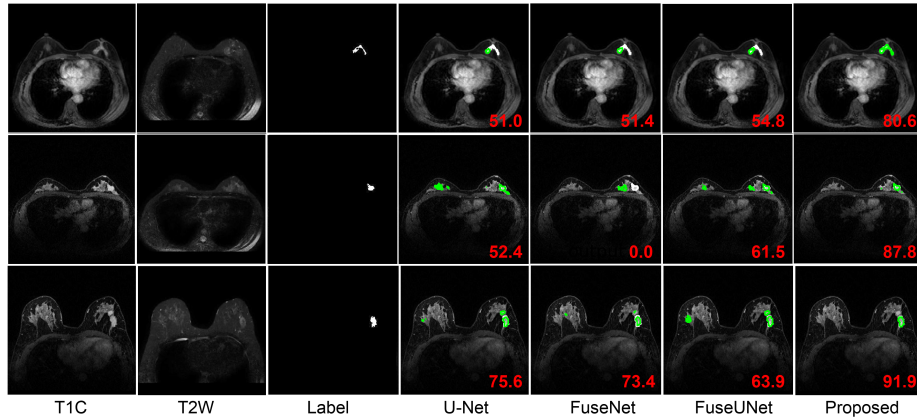 51.0 51.4 54.8 80.6
52.4 0.0 61.5 87.8
75.6 73.4 63.9 91.9
T1C T2W Label U-Net FuseNet FuseUNet Proposed